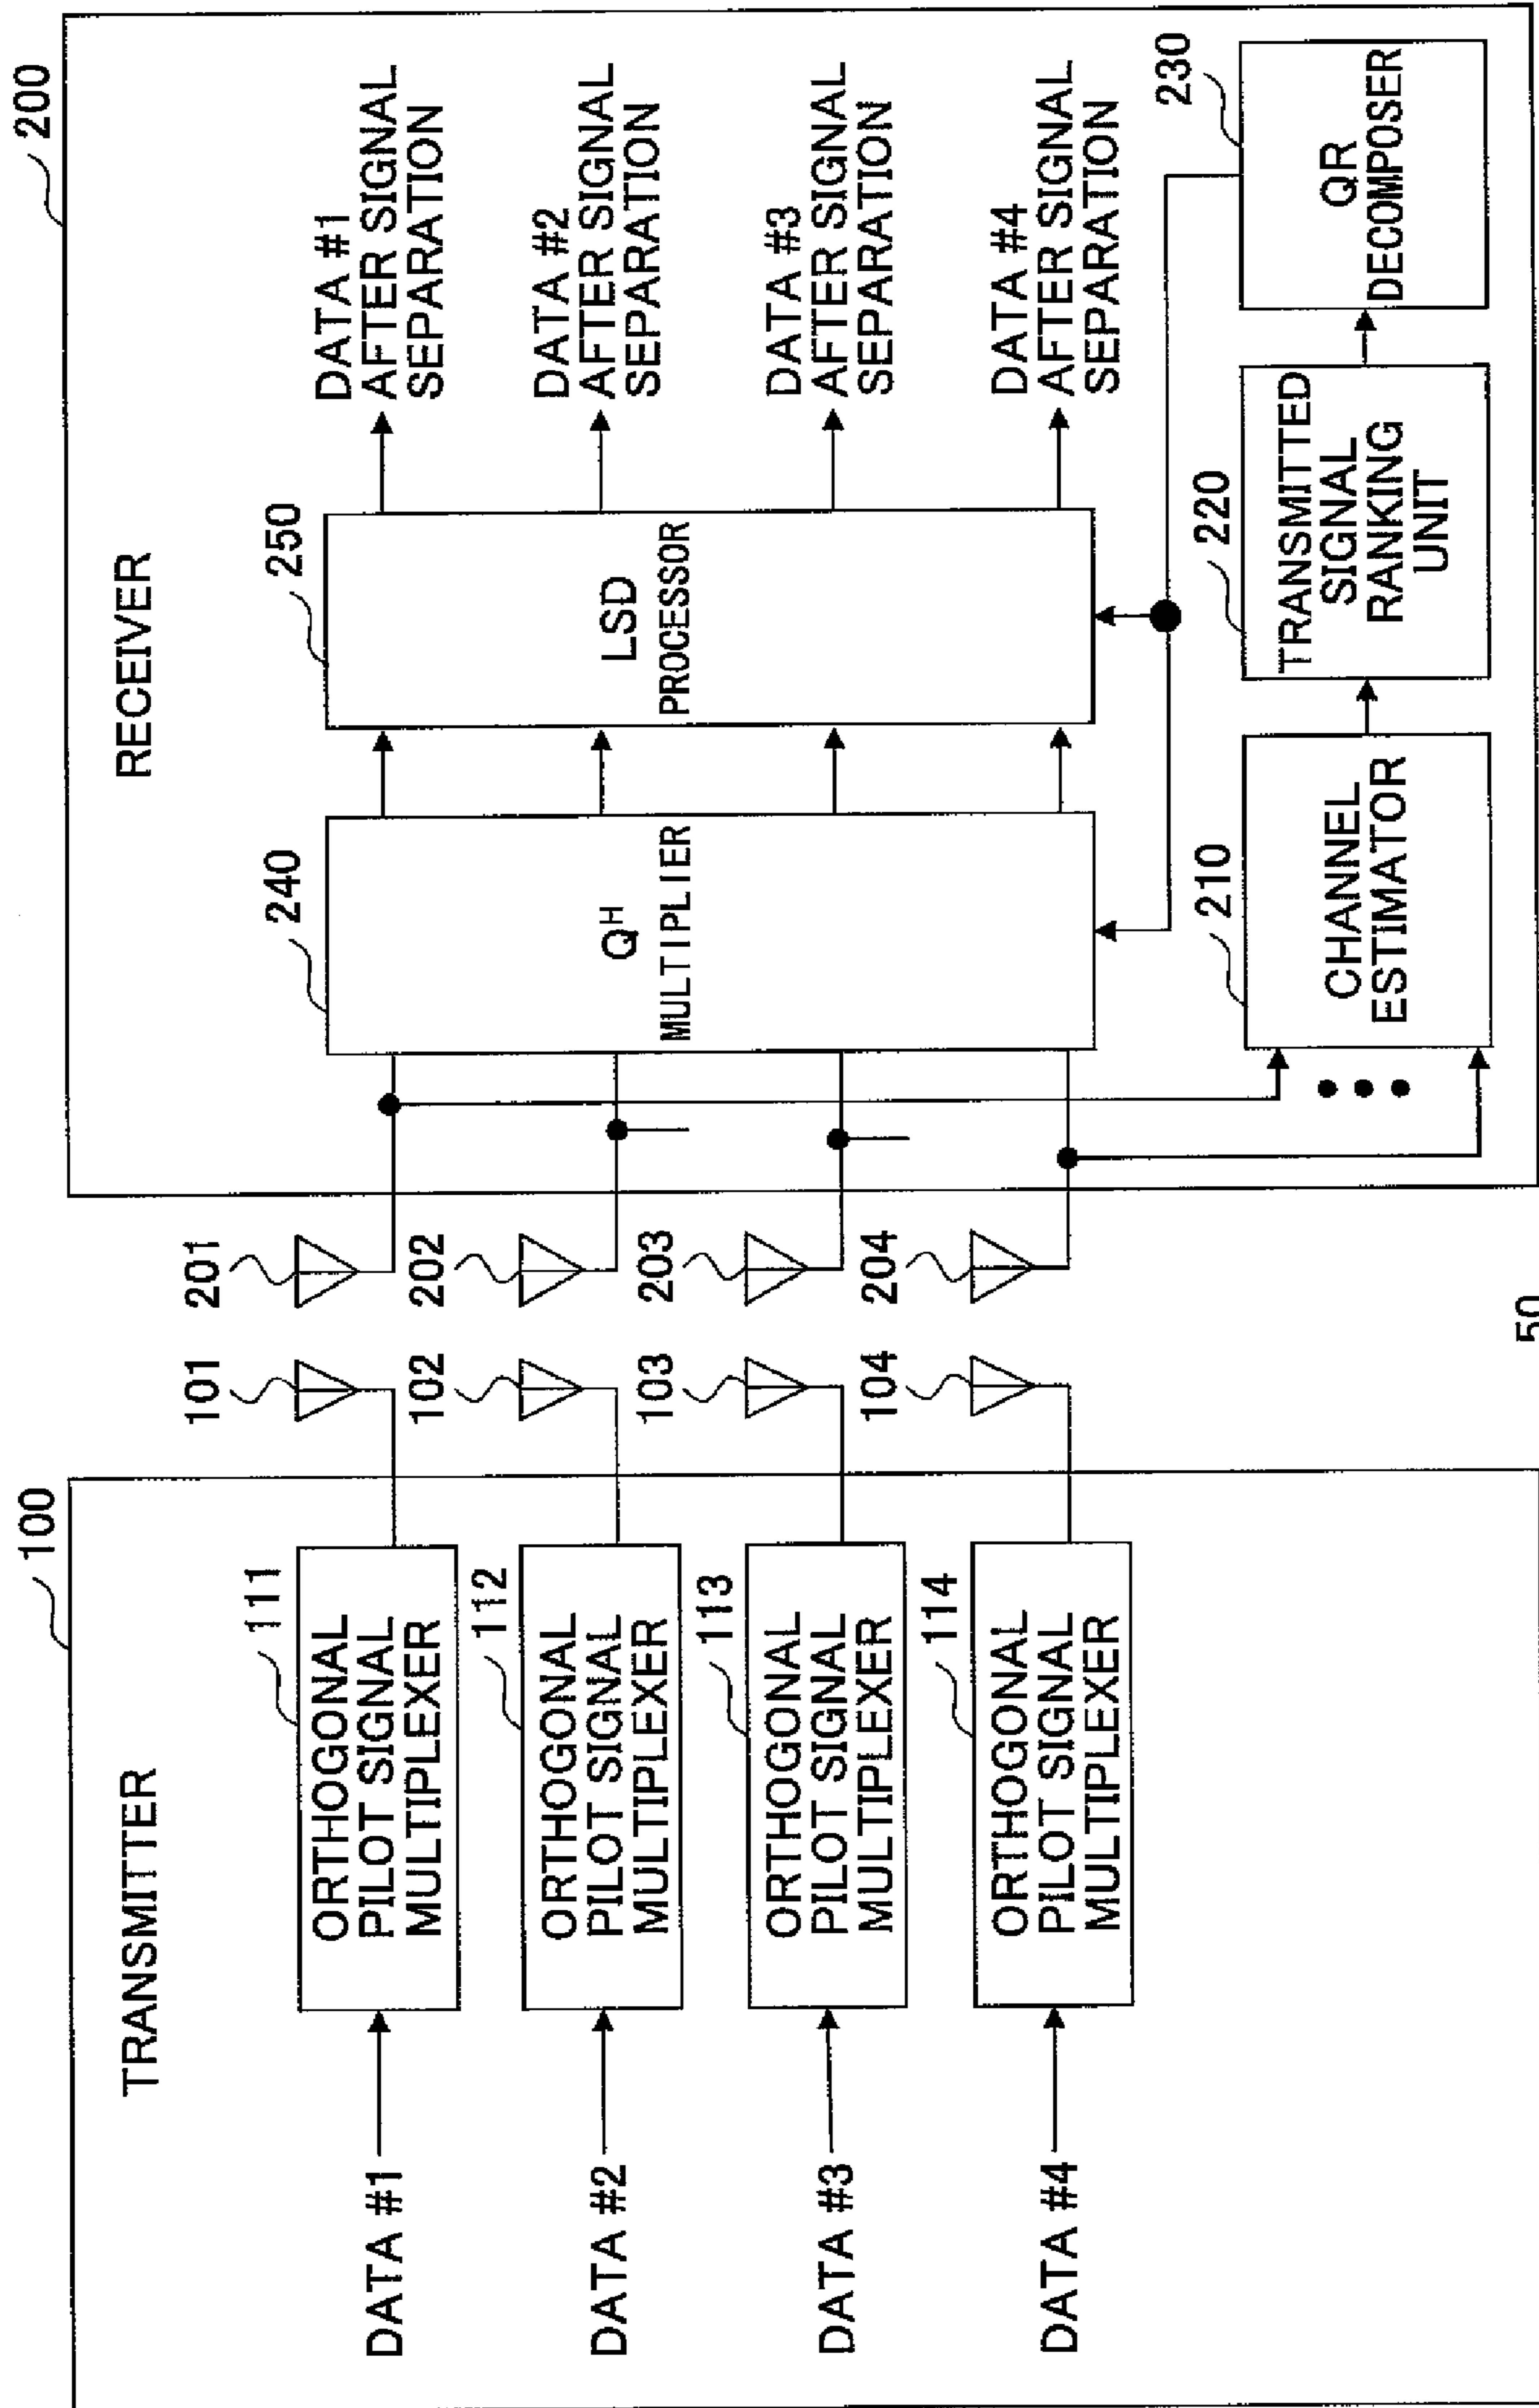 100
TRANSMITTER
DATA #1
111
ORTHOGONAL
PILOT SIGNAL
MULTIPLEXER
101
DATA #2
112
ORTHOGONAL
PILOT SIGNAL
MULTIPLEXER
102
DATA #3
113
ORTHOGONAL
PILOT SIGNAL
MULTIPLEXER
103
DATA #4
114
ORTHOGONAL
PILOT SIGNAL
MULTIPLEXER
104
50
200
RECEIVER
201
202
203
204
240
Qᴴ
MULTIPLIER
250
LSD
PROCESSOR
DATA #1
AFTER SIGNAL
SEPARATION
DATA #2
AFTER SIGNAL
SEPARATION
DATA #3
AFTER SIGNAL
SEPARATION
DATA #4
AFTER SIGNAL
SEPARATION
210
CHANNEL
ESTIMATOR
220
TRANSMITTED
SIGNAL
RANKING
UNIT
230
QR
DECOMPOSER